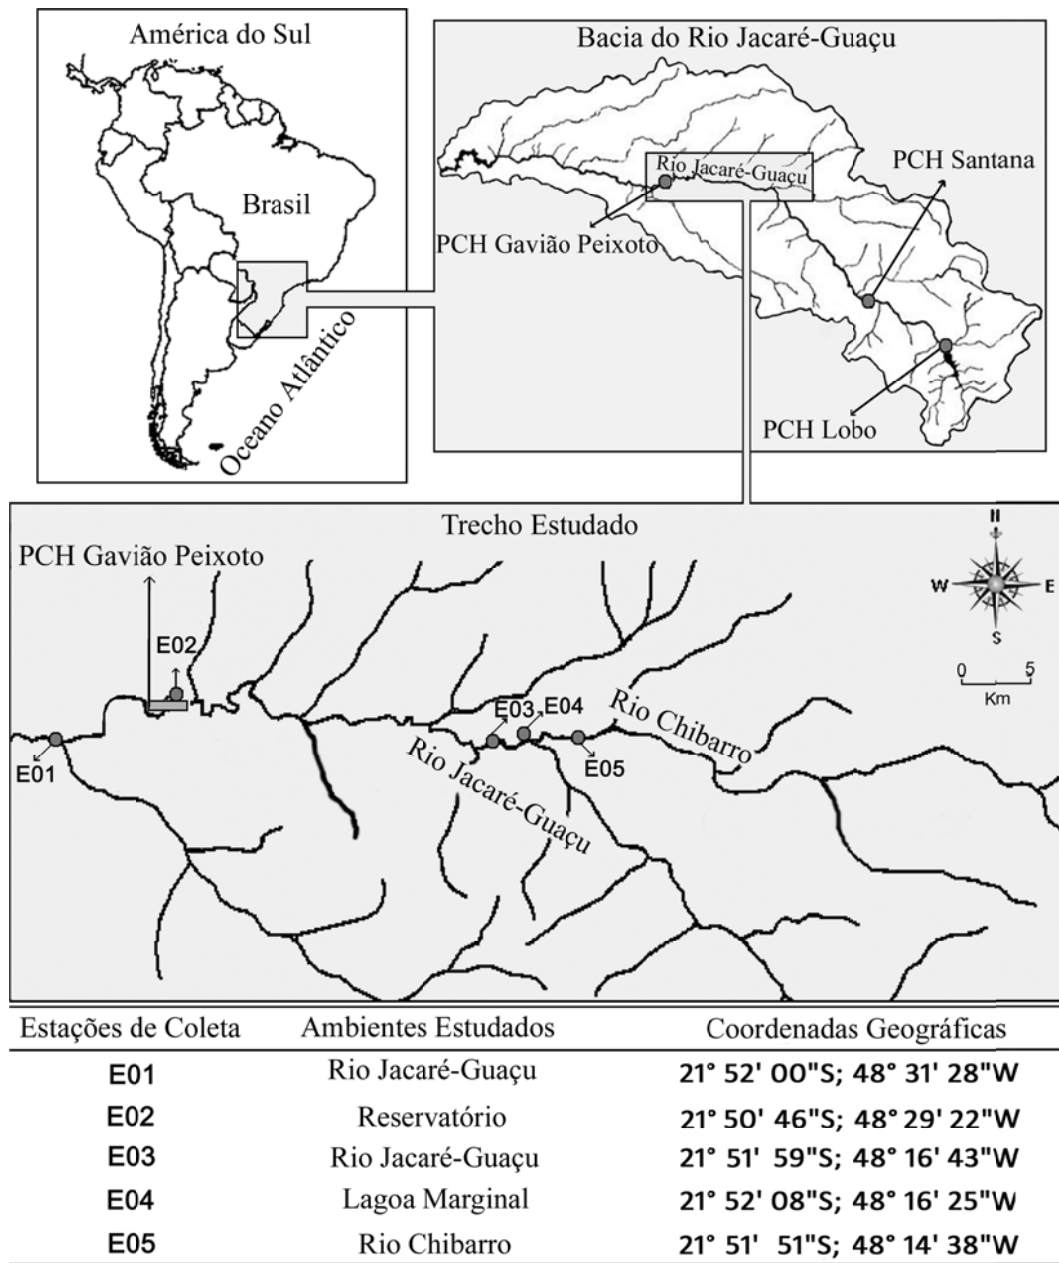 América do Sul
Brasil
Oceano Atlântico
Bacia do Rio Jacaré-Guaçu
Rio Jacaré-Guaçu
PCH Santana
PCH Gavião Peixoto
PCH Lobo
Trecho Estudado
PCH Gavião Peixoto
N
W
E
S
0 5
Km
E02
E01
E03
E04
E05
Rio Chibarro
Rio Jacaré-Guaçu
Estações de Coleta Ambientes Estudados Coordenadas Geográficas
E01 Rio Jacaré-Guaçu 21° 52' 00"S; 48° 31' 28"W
E02 Reservatório 21° 50' 46"S; 48° 29' 22"W
E03 Rio Jacaré-Guaçu 21° 51' 59"S; 48° 16' 43"W
E04 Lagoa Marginal 21° 52' 08"S; 48° 16' 25"W
E05 Rio Chibarro 21° 51' 51"S; 48° 14' 38"W